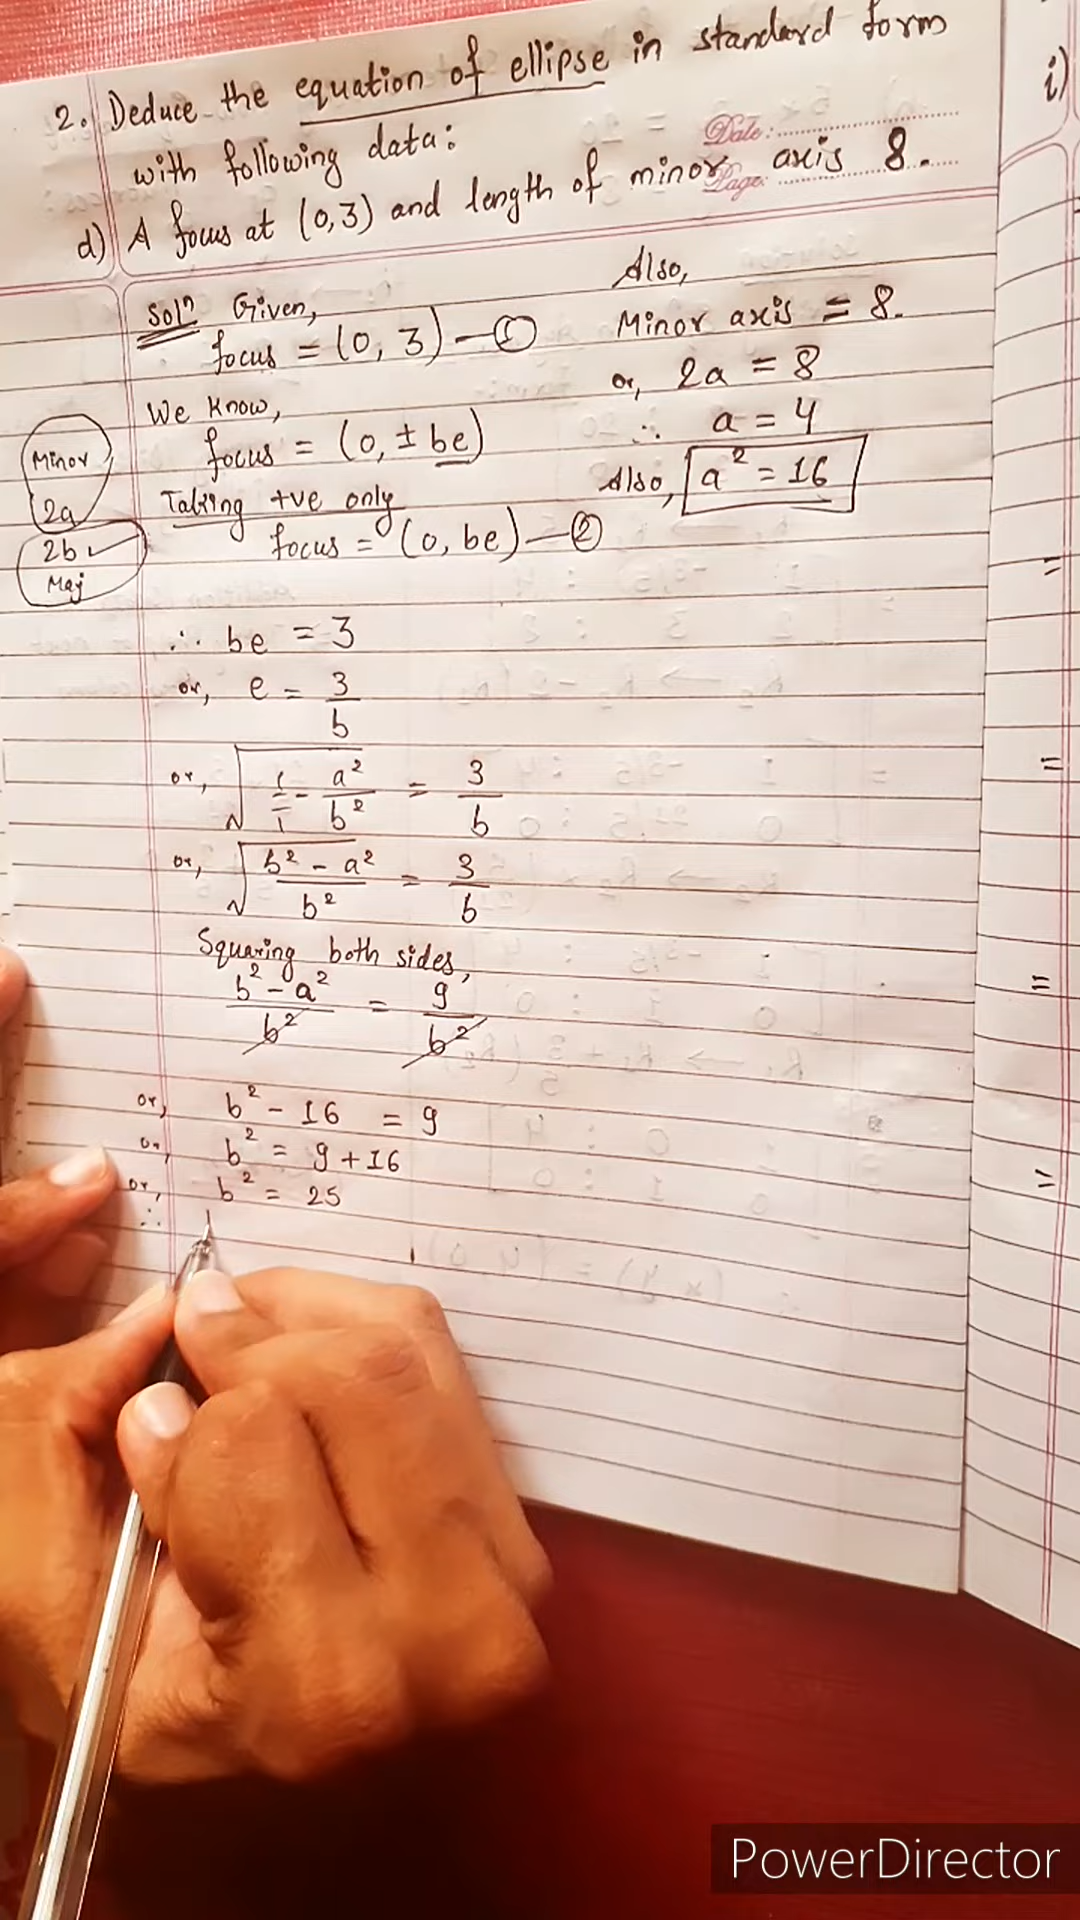 2. Deduce the equation of ellipse in standard form
with following data:
Date:
Page:
d) A focus at (0,3) and length of minor axis 8.
Solⁿ Given,
focus = (0, 3) — ①
We know,
focus = (0, ± be)
Taking +ve only
focus = (0, be) — ②
Minor
2a
2b ✓
Maj
Also,
Minor axis = 8.
or, 2a = 8
∴ a = 4
Also, a² = 16
∴ be = 3
or, e = 3/b
or, √(1/1 - a²/b²) = 3/b
or, √((b² - a²)/b²) = 3/b
Squaring both sides,
(b² - a²)/b² = 9/b²
or, b² - 16 = 9
or, b² = 9 + 16
or, b² = 25
∴
i)
=
=
=
=
PowerDirector